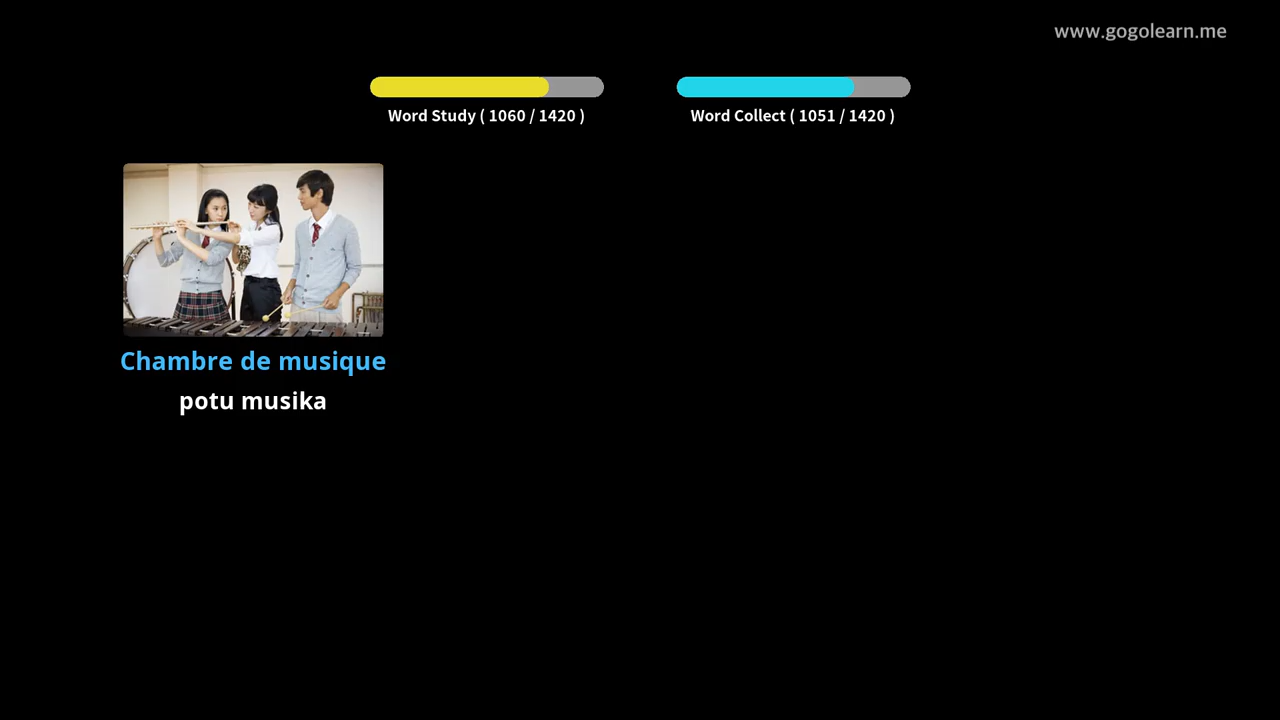 www.gogolearn.me
Word Study ( 1060 / 1420 )
Word Collect ( 1051 / 1420 )
Chambre de musique
potu musika